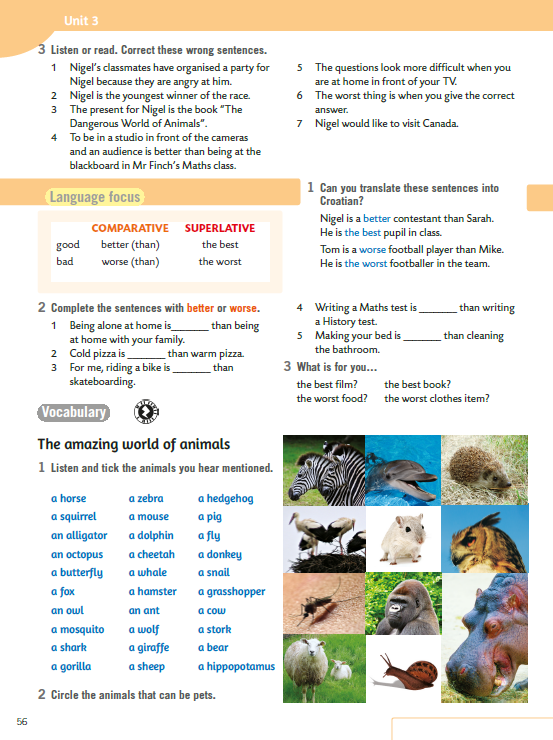 Unit 3
3 Listen or read. Correct these wrong sentences.
1 Nigel's classmates have organised a party for
Nigel because they are angry at him.
2 Nigel is the youngest winner of the race.
3 The present for Nigel is the book "The
Dangerous World of Animals".
4 To be in a studio in front of the cameras
and an audience is better than being at the
blackboard in Mr Finch's Maths class.
5 The questions look more difficult when you
are at home in front of your TV.
6 The worst thing is when you give the correct
answer.
7 Nigel would like to visit Canada.
Language focus
COMPARATIVE SUPERLATIVE
good better (than) the best
bad worse (than) the worst
1 Can you translate these sentences into
Croatian?
Nigel is a better contestant than Sarah.
He is the best pupil in class.
Tom is a worse football player than Mike.
He is the worst footballer in the team.
2 Complete the sentences with better or worse.
1 Being alone at home is_______ than being
at home with your family.
2 Cold pizza is _______ than warm pizza.
3 For me, riding a bike is _______ than
skateboarding.
4 Writing a Maths test is _______ than writing
a History test.
5 Making your bed is _______ than cleaning
the bathroom.
3 What is for you...
the best film? the best book?
the worst food? the worst clothes item?
Vocabulary
The amazing world of animals
1 Listen and tick the animals you hear mentioned.
a horse a zebra a hedgehog
a squirrel a mouse a pig
an alligator a dolphin a fly
an octopus a cheetah a donkey
a butterfly a whale a snail
a fox a hamster a grasshopper
an owl an ant a cow
a mosquito a wolf a stork
a shark a giraffe a bear
a gorilla a sheep a hippopotamus
2 Circle the animals that can be pets.
56